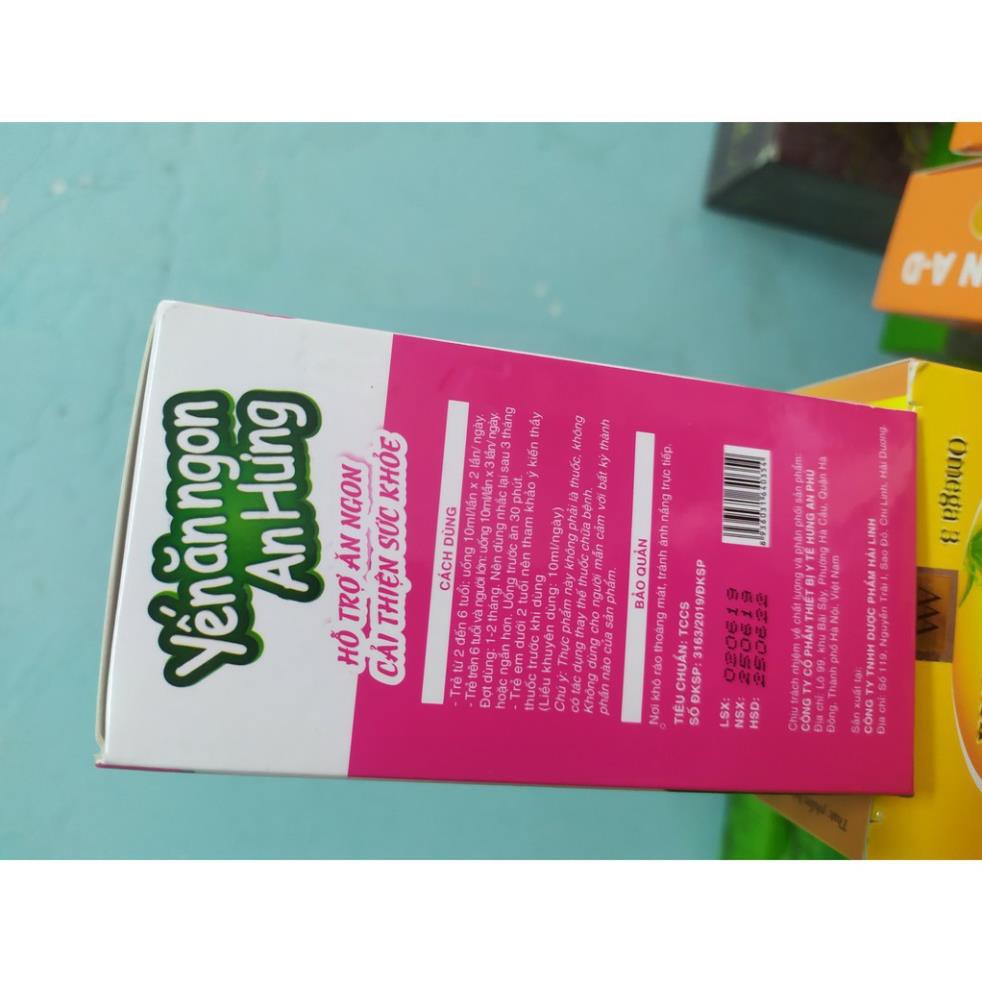 Yến ăn ngon
An Hưng
HỖ TRỢ ĂN NGON
CẢI THIỆN SỨC KHỎE
CÁCH DÙNG
- Trẻ từ 2 đến 6 tuổi: uống 10ml/lần x 2 lần/ ngày.
- Trẻ trên 6 tuổi và người lớn: uống 10ml/lần x 3 lần/ ngày.
Đợt dùng: 1-2 tháng. Nên dùng nhắc lại sau 3 tháng
hoặc ngắn hơn. Uống trước ăn 30 phút.
- Trẻ em dưới 2 tuổi nên tham khảo ý kiến thầy
thuốc trước khi dùng
(Liều khuyên dùng: 10ml/ngày)
Chú ý: Thực phẩm này không phải là thuốc, không
có tác dụng thay thế thuốc chữa bệnh.
Không dùng cho người mẫn cảm với bất kỳ thành
phần nào của sản phẩm.
BẢO QUẢN
Nơi khô ráo thoáng mát, tránh ánh nắng trực tiếp.
TIÊU CHUẨN: TCCS
SỐ ĐKSP: 3163/2019/ĐKSP
LSX: 020619
NSX: 250619
HSD: 250622
8936031164035
Chịu trách nhiệm về chất lượng và phân phối sản phẩm:
CÔNG TY CỔ PHẦN THIẾT BỊ Y TẾ HƯNG AN PHÚ
Địa chỉ: Lô 99, khu Bãi Sậy, Phường Hà Cầu, Quận Hà
Đông, Thành phố Hà Nội, Việt Nam
Sản xuất tại:
CÔNG TY TNHH DƯỢC PHẨM HẢI LINH
Địa chỉ: Số 119, Nguyễn Trãi I, Sao Đỏ, Chí Linh, Hải Dương.
N A-D
Omega 3
Thực phẩm